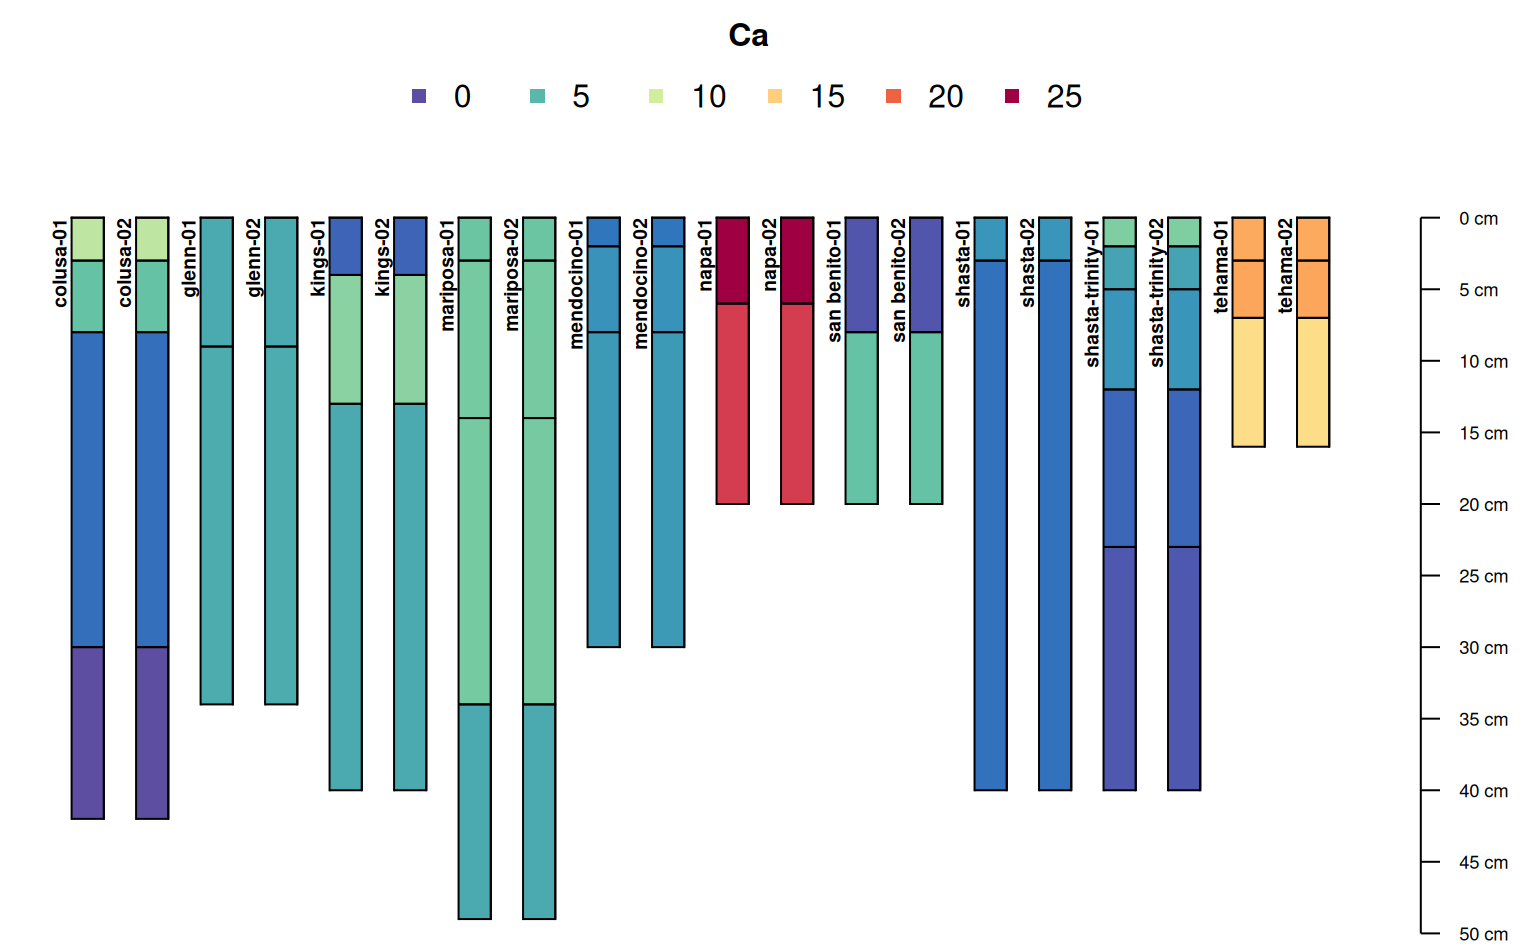 Ca
0 5 10 15 20 25
colusa-01
colusa-02
glenn-01
glenn-02
kings-01
kings-02
mariposa-01
mariposa-02
mendocino-01
mendocino-02
napa-01
napa-02
san benito-01
san benito-02
shasta-01
shasta-02
shasta-trinity-01
shasta-trinity-02
tehama-01
tehama-02
0 cm
5 cm
10 cm
15 cm
20 cm
25 cm
30 cm
35 cm
40 cm
45 cm
50 cm